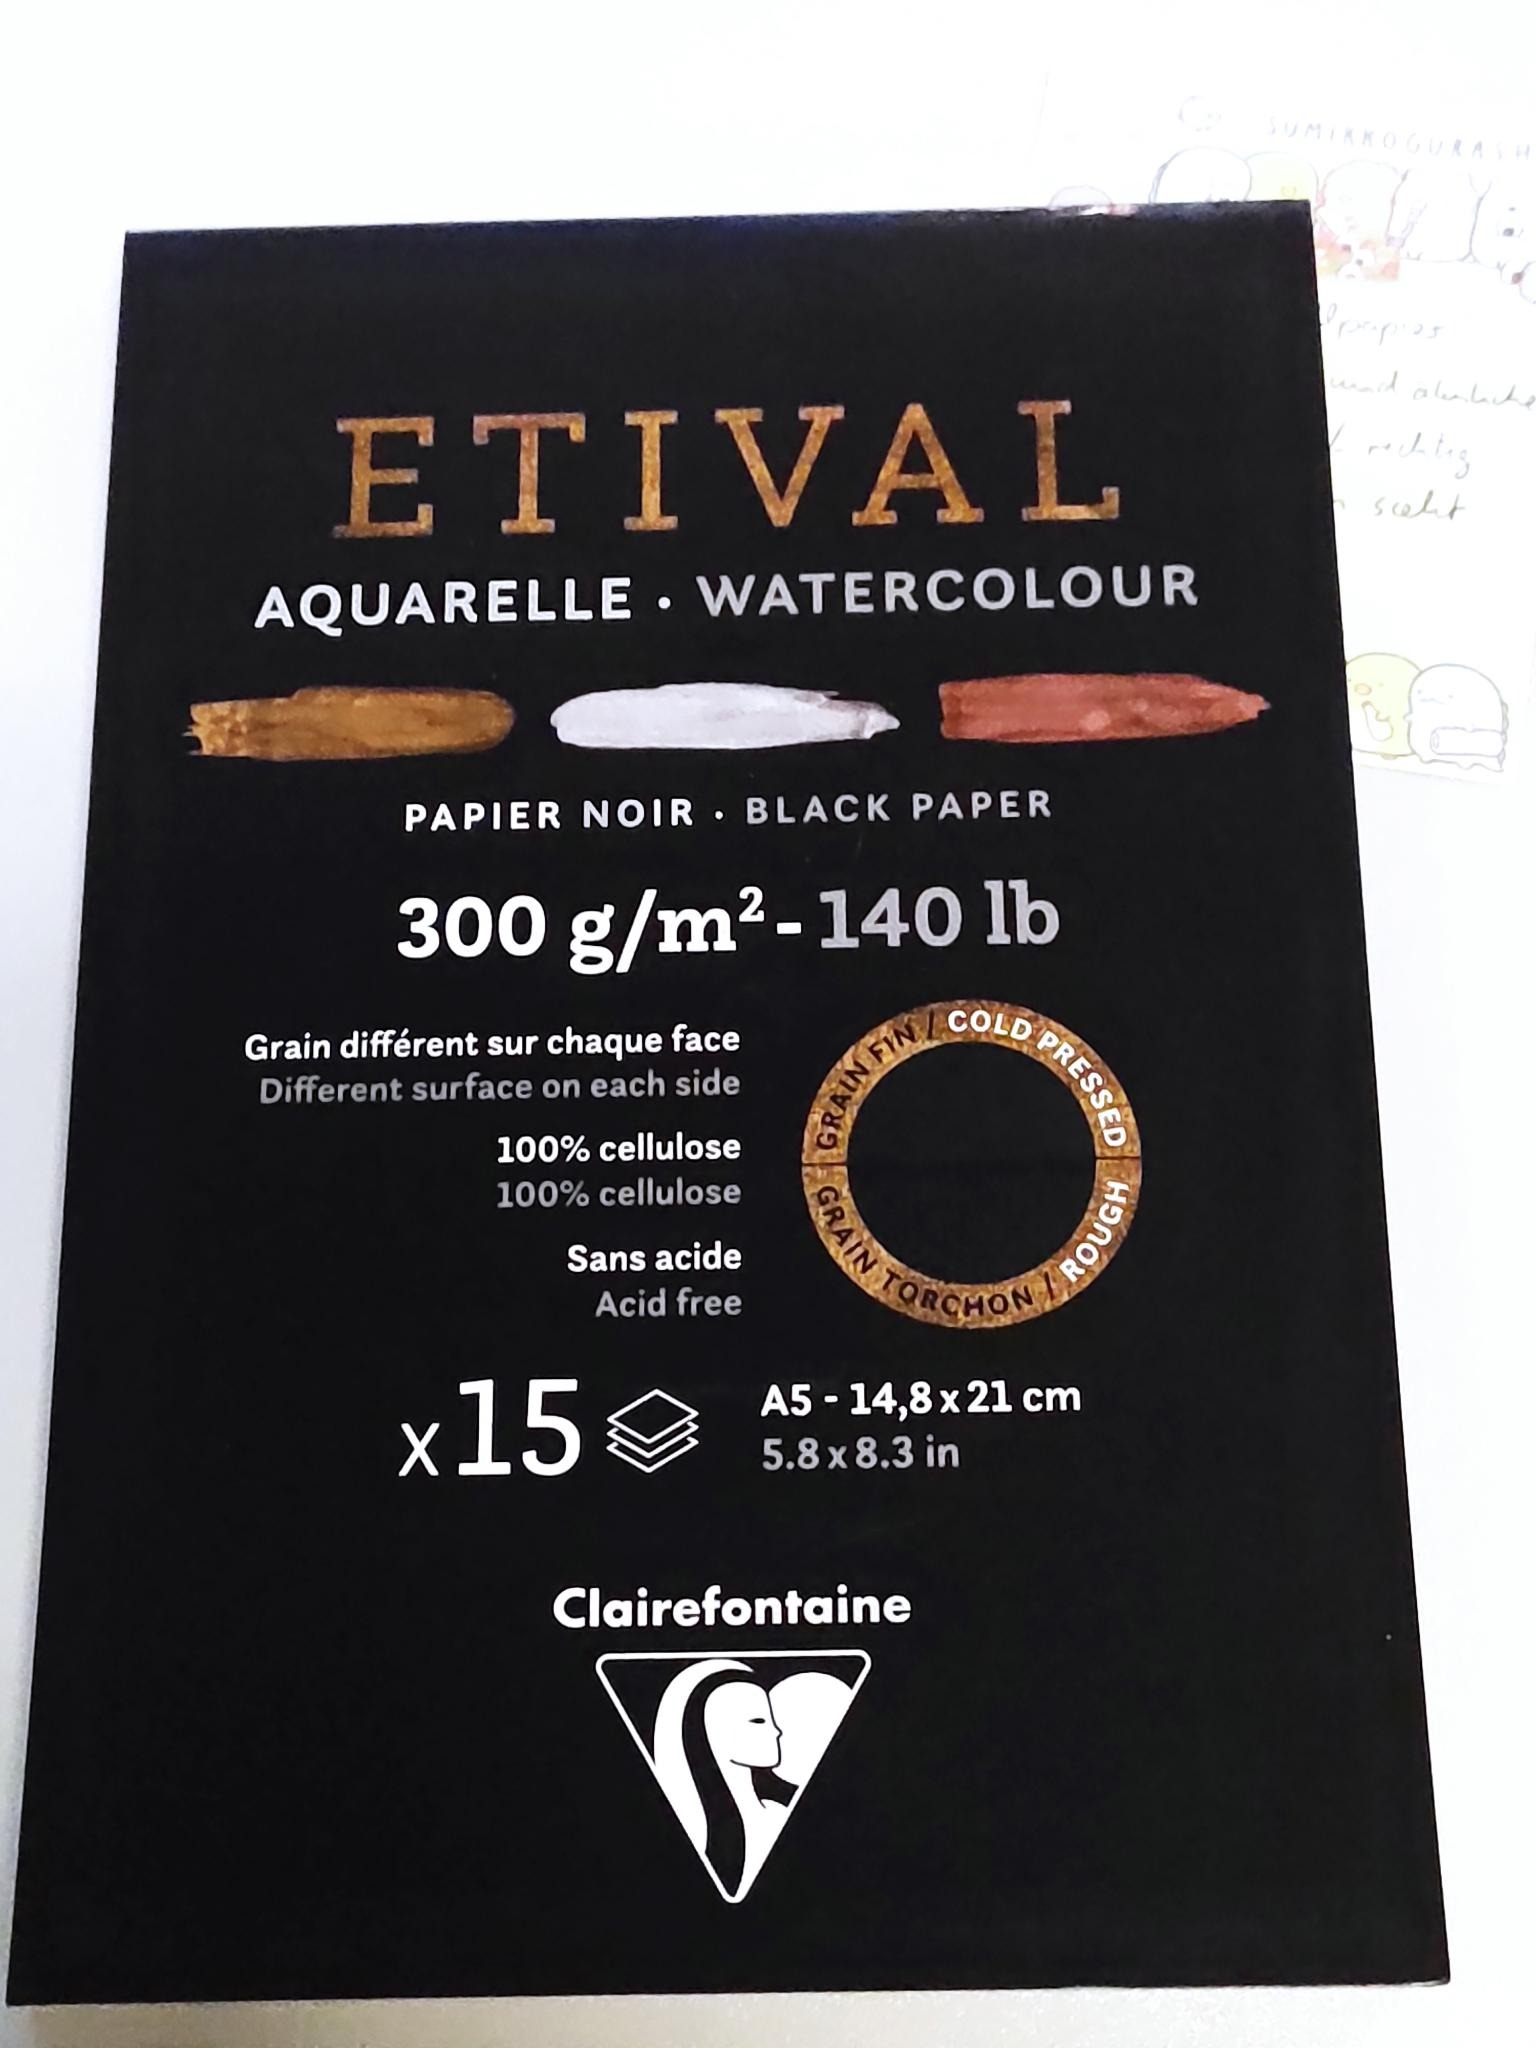 SUMIKKOGURASH
ETIVAL
AQUARELLE · WATERCOLOUR
PAPIER NOIR · BLACK PAPER
300 g/m² - 140 lb
Grain différent sur chaque face
Different surface on each side
100% cellulose
100% cellulose
Sans acide
Acid free
GRAIN FIN / COLD PRESSED
GRAIN TORCHON / ROUGH
x15
A5 - 14,8 x 21 cm
5.8 x 8.3 in
Clairefontaine